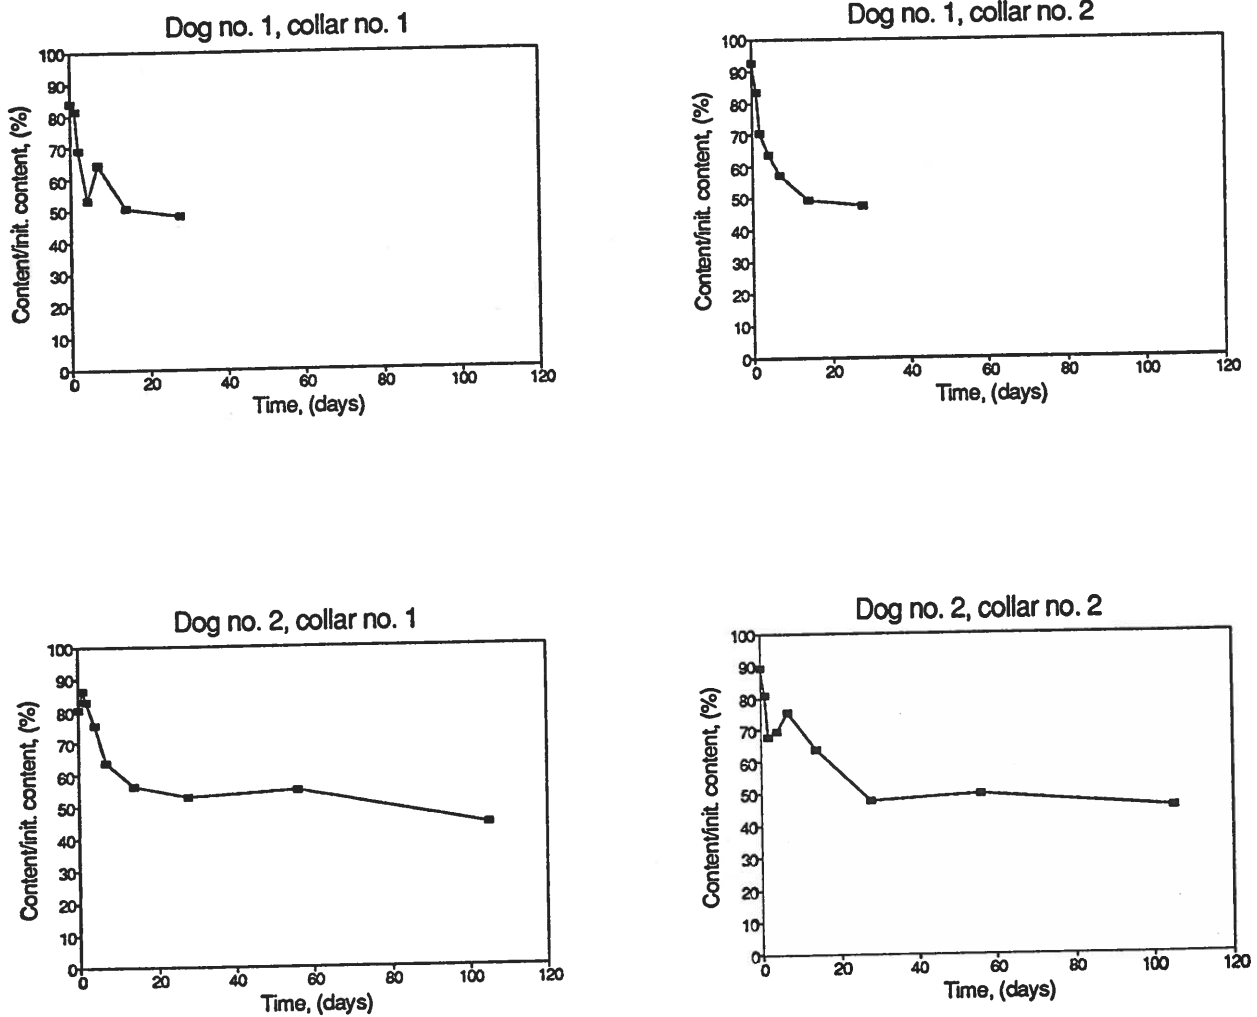 Dog no. 1, collar no. 1
Content/init. content, (%)
100
90
80
70
60
50
40
30
20
10
0
0 20 40 60 80 100 120
Time, (days)
Dog no. 1, collar no. 2
Content/init. content, (%)
100
90
80
70
60
50
40
30
20
10
0
0 20 40 60 80 100 120
Time, (days)
Dog no. 2, collar no. 1
Content/init. content, (%)
100
90
80
70
60
50
40
30
20
10
0
0 20 40 60 80 100 120
Time, (days)
Dog no. 2, collar no. 2
Content/init. content, (%)
100
90
80
70
60
50
40
30
20
10
0
0 20 40 60 80 100 120
Time, (days)